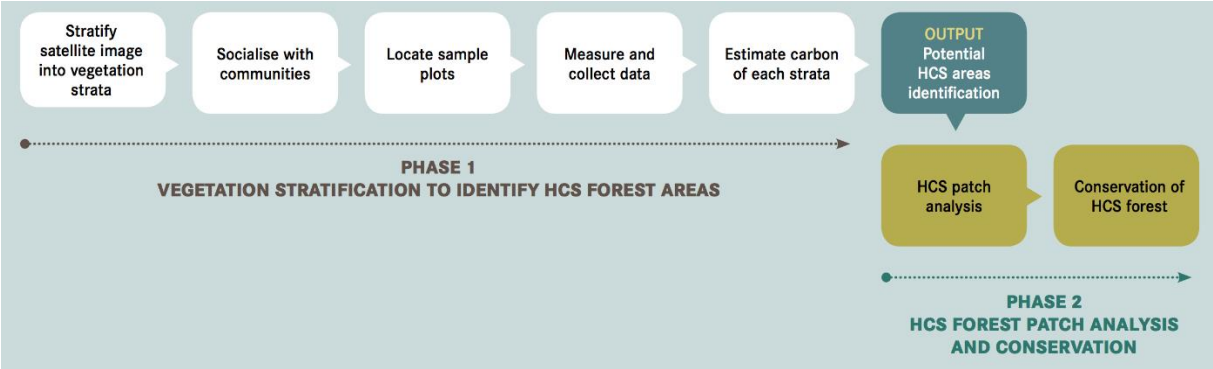 Stratify
satellite image
into vegetation
strata
Socialise with
communities
Locate sample
plots
Measure and
collect data
Estimate carbon
of each strata
OUTPUT
Potential
HCS areas
identification
PHASE 1
VEGETATION STRATIFICATION TO IDENTIFY HCS FOREST AREAS
HCS patch
analysis
Conservation of
HCS forest
PHASE 2
HCS FOREST PATCH ANALYSIS
AND CONSERVATION